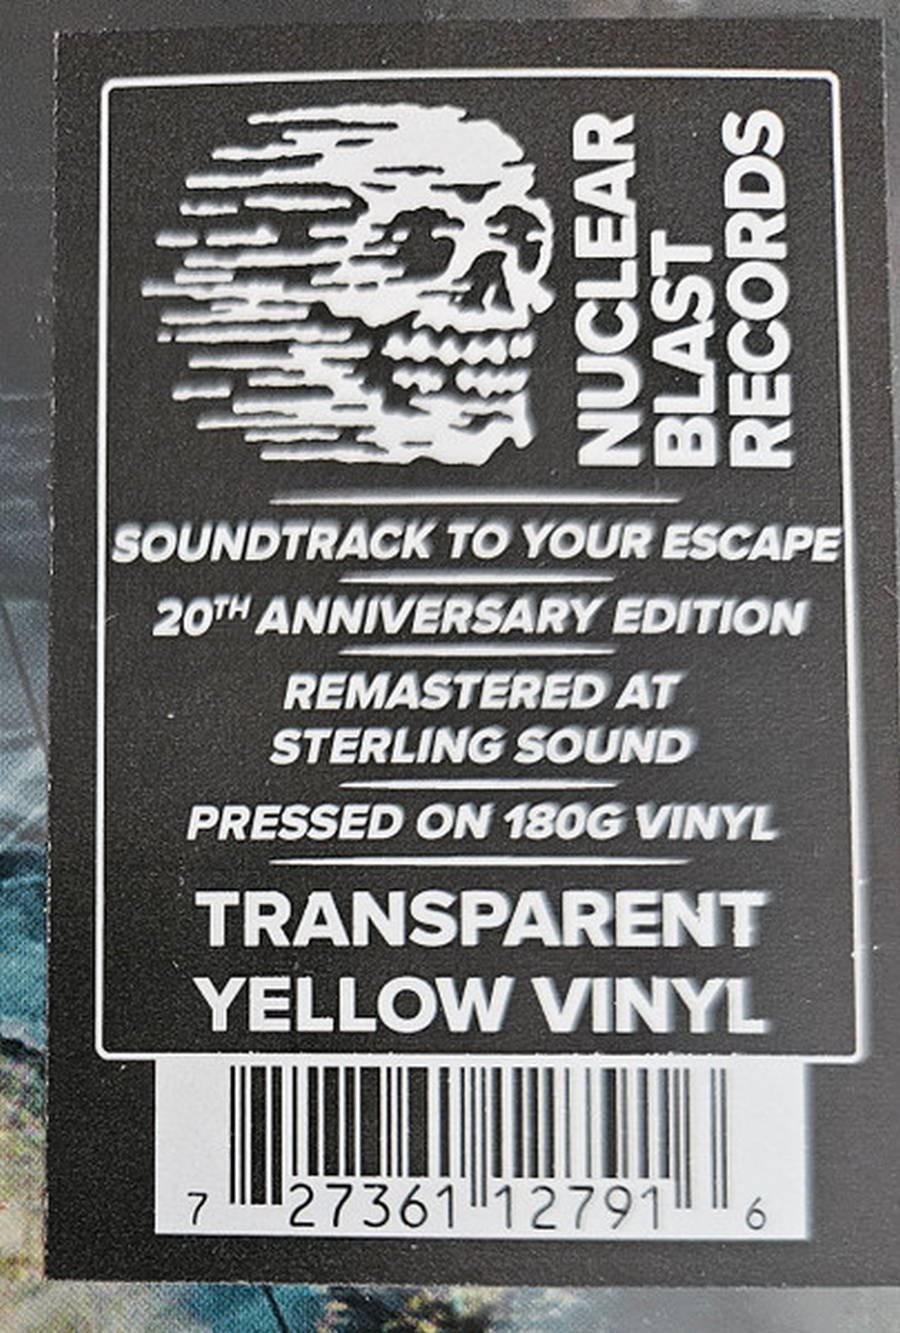 NUCLEAR
BLAST
RECORDS
SOUNDTRACK TO YOUR ESCAPE
20TH ANNIVERSARY EDITION
REMASTERED AT
STERLING SOUND
PRESSED ON 180G VINYL
TRANSPARENT
YELLOW VINYL
7 27361 12791 6